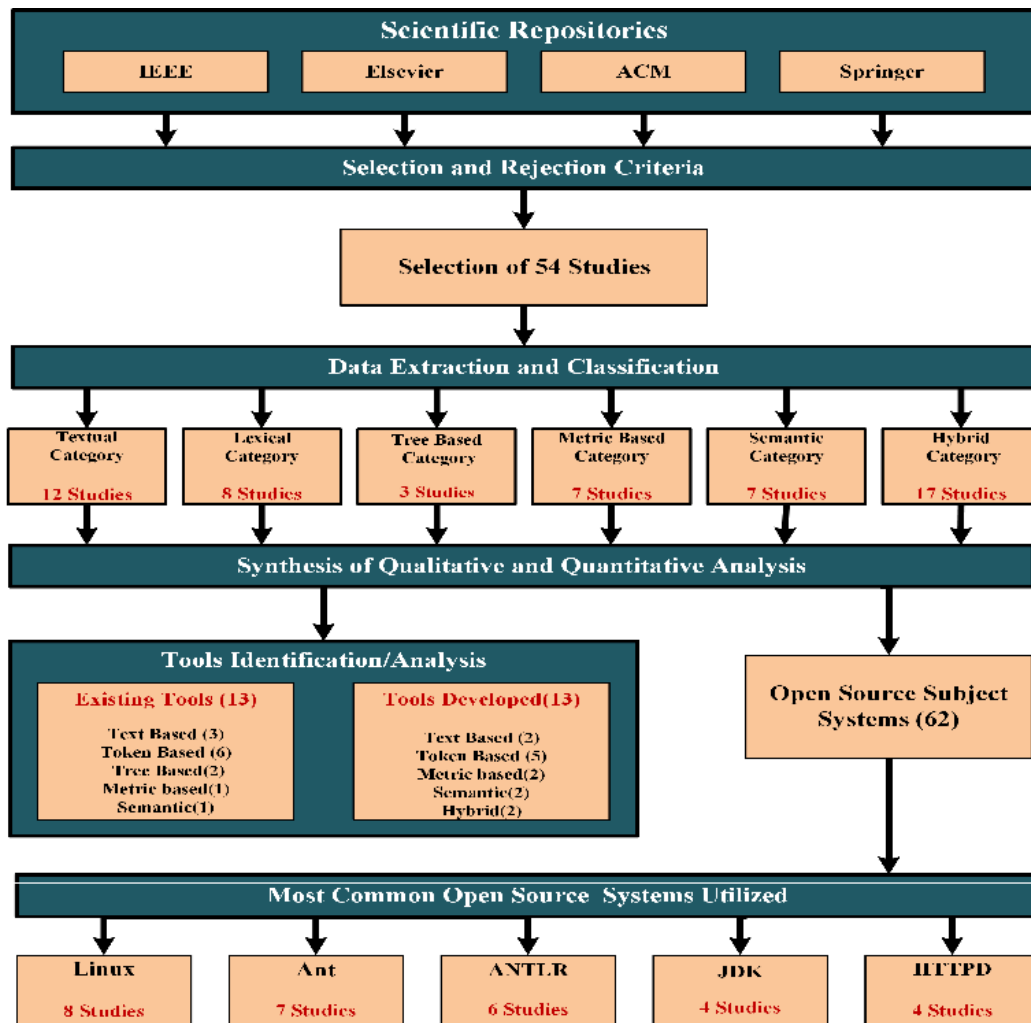 Scientific Repositories
IEEE
Elsevier
ACM
Springer
Selection and Rejection Criteria
Selection of 54 Studies
Data Extraction and Classification
Textual
Category
12 Studies
Lexical
Category
8 Studies
Tree Based
Category
3 Studies
Metric Based
Category
7 Studies
Semantic
Category
7 Studies
Hybrid
Category
17 Studies
Synthesis of Qualitative and Quantitative Analysis
Tools Identification/Analysis
Existing Tools (13)
Text Based (3)
Token Based (6)
Tree Based(2)
Metric based(1)
Semantic(1)
Tools Developed(13)
Text Based (2)
Token Based (5)
Metric based(2)
Semantic(2)
Hybrid(2)
Open Source Subject
Systems (62)
Most Common Open Source Systems Utilized
Linux
8 Studies
Ant
7 Studies
ANTLR
6 Studies
JDK
4 Studies
HTTPD
4 Studies